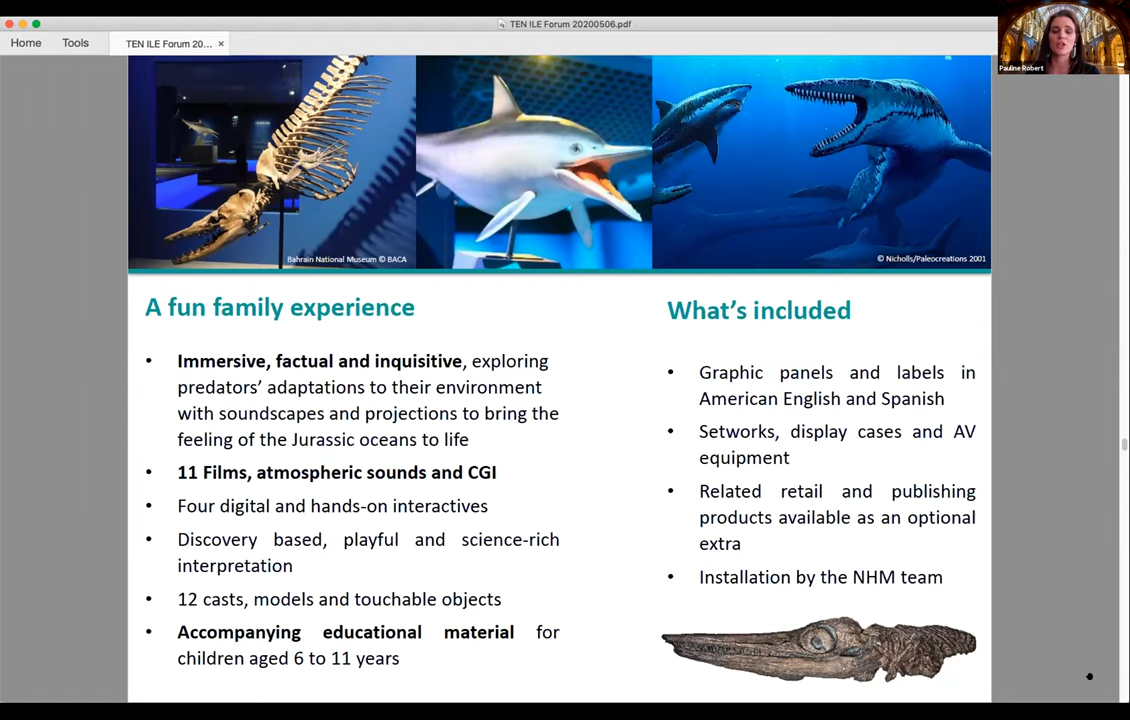 TEN ILE Forum 20200506.pdf
Home
Tools
TEN ILE Forum 20... ×
Pauline Robert
Bahrain National Museum © BACA
© Nicholls/Paleocreations 2001
A fun family experience
• Immersive, factual and inquisitive, exploring
predators’ adaptations to their environment
with soundscapes and projections to bring the
feeling of the Jurassic oceans to life
• 11 Films, atmospheric sounds and CGI
• Four digital and hands-on interactives
• Discovery based, playful and science-rich
interpretation
• 12 casts, models and touchable objects
• Accompanying educational material for
children aged 6 to 11 years
What’s included
• Graphic panels and labels in
American English and Spanish
• Setworks, display cases and AV
equipment
• Related retail and publishing
products available as an optional
extra
• Installation by the NHM team